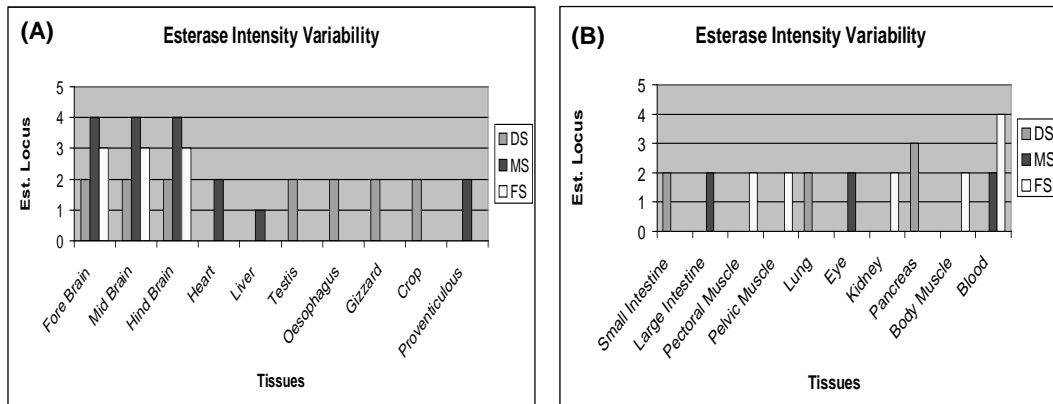 (A)
Esterase Intensity Variability
Est. Locus
5
4
3
2
1
0
Fore Brain
Mid Brain
Hind Brain
Heart
Liver
Testis
Oesophagus
Gizzard
Crop
Proventiculous
Tissues
DS
MS
FS
(B)
Esterase Intensity Variability
Est. Locus
5
4
3
2
1
0
Small Intestine
Large Intestine
Pectoral Muscle
Pelvic Muscle
Lung
Eye
Kidney
Pancreas
Body Muscle
Blood
Tissues
DS
MS
FS